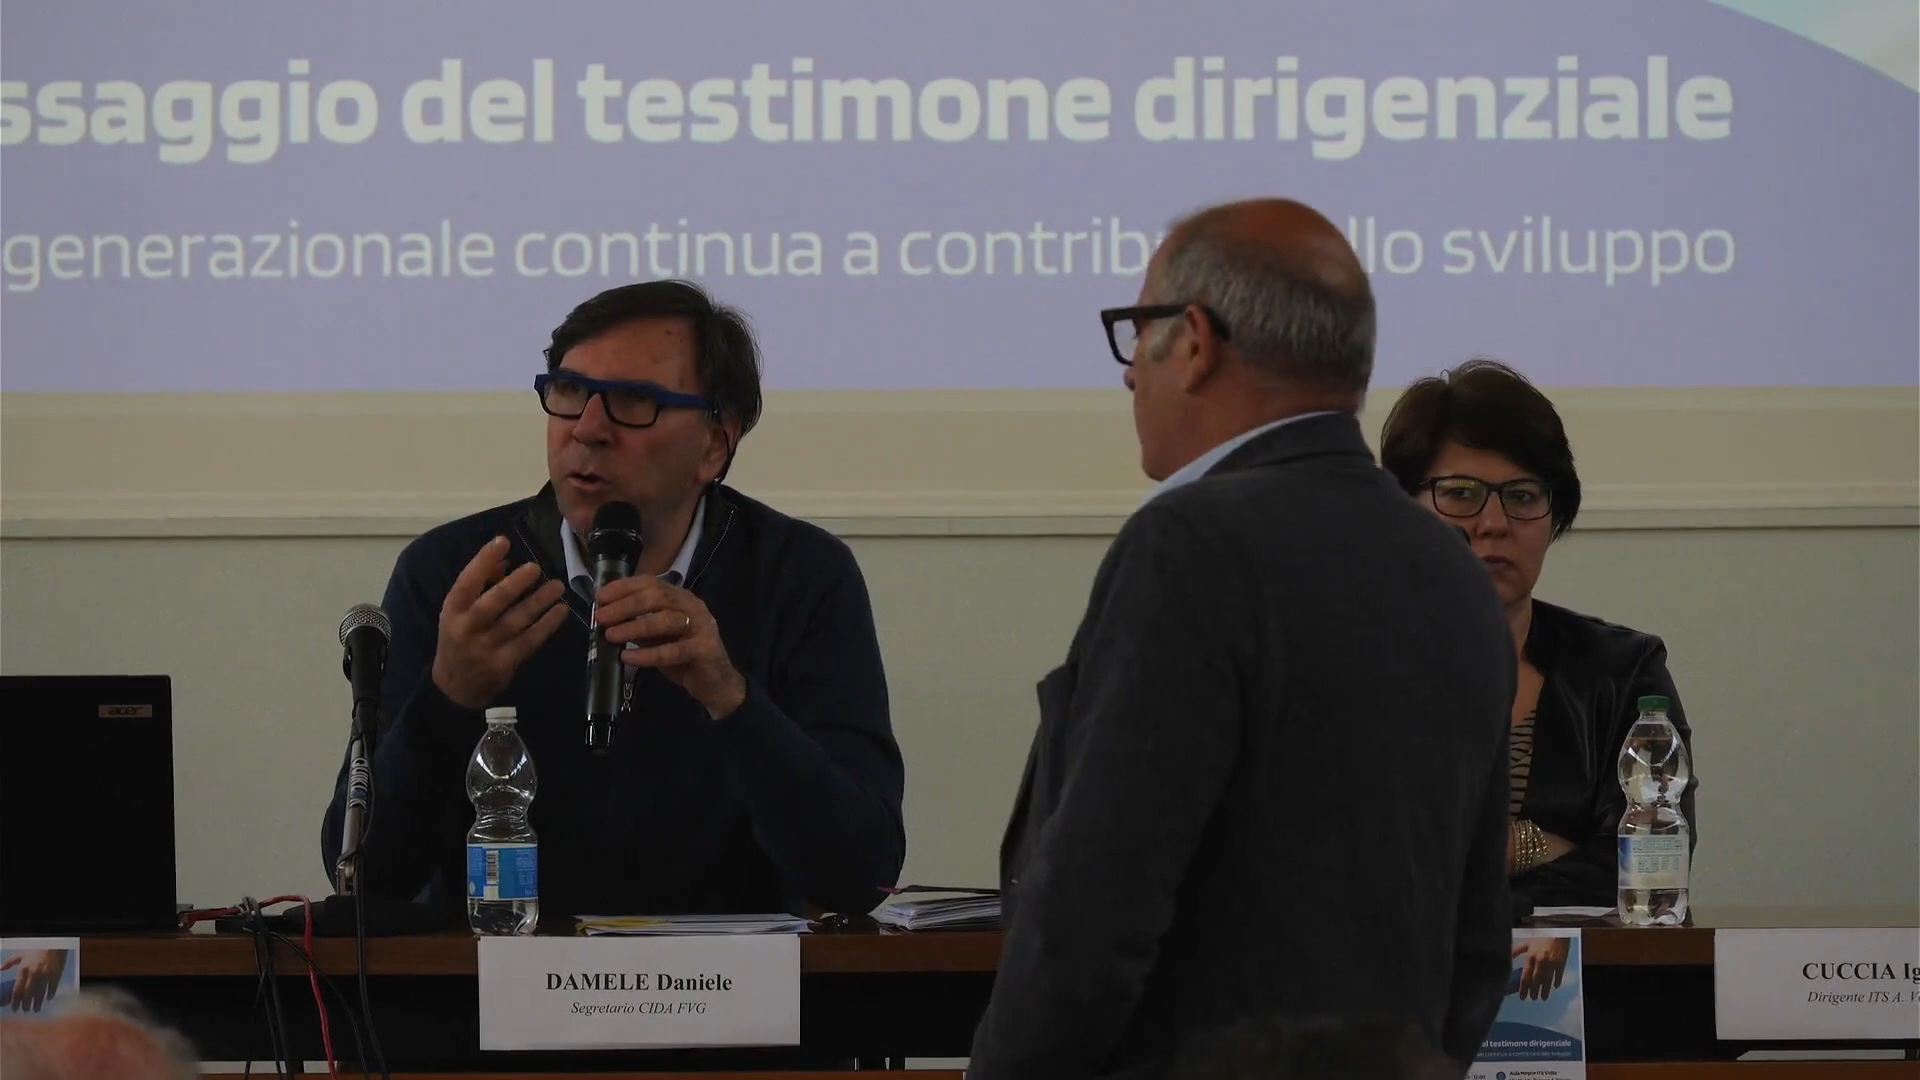 ssaggio del testimone dirigenziale
generazionale continua a contrib llo sviluppo
acer
DAMELE Daniele
Segretario CIDA FVG
CUCCIA Ig
Dirigente ITS A. V
el testimone dirigenziale